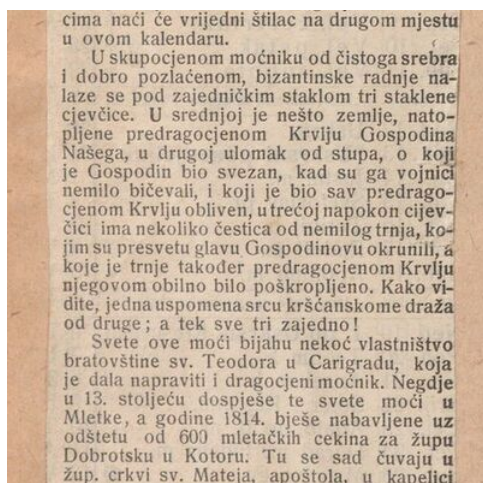 cima naći će vrijedni štilac na drugom mjestu
u ovom kalendaru.
U skupocjenom moćniku od čistoga srebra
i dobro pozlaćenom, bizantinske radnje na-
laze se pod zajedničkim staklom tri staklene
cjevčice. U srednjoj je nešto zemlje, nato-
pljene predragocjenom Krvlju Gospodina
Našega, u drugoj ulomak od stupa, o koji
je Gospodin bio svezan, kad su ga vojnici
nemilo bičevali, i koji je bio sav predrago-
cjenom Krvlju obliven, u trećoj napokon cijev-
čici ima nekoliko čestica od nemilog trnja, ko-
jim su presvetu glavu Gospodinovu okrunili, a
koje je trnje također predragocjenom Krvlju
njegovom obilno bilo poškropljeno. Kako vi-
dite, jedna uspomena srcu kršćanskome draža
od druge; a tek sve tri zajedno!
Svete ove moći bijahu nekoć vlastništvo
bratovštine sv. Teodora u Carigradu, koja
je dala napraviti i dragocjeni moćnik. Negdje
u 13. stoljeću dospješe te svete moći u
Mletke, a godine 1814. bješe nabavljene uz
odštetu od 600 mletačkih cekina za župu
Dobrotsku u Kotoru. Tu se sad čuvaju u
žup. crkvi sv. Mateja, apoštola, u kapelici